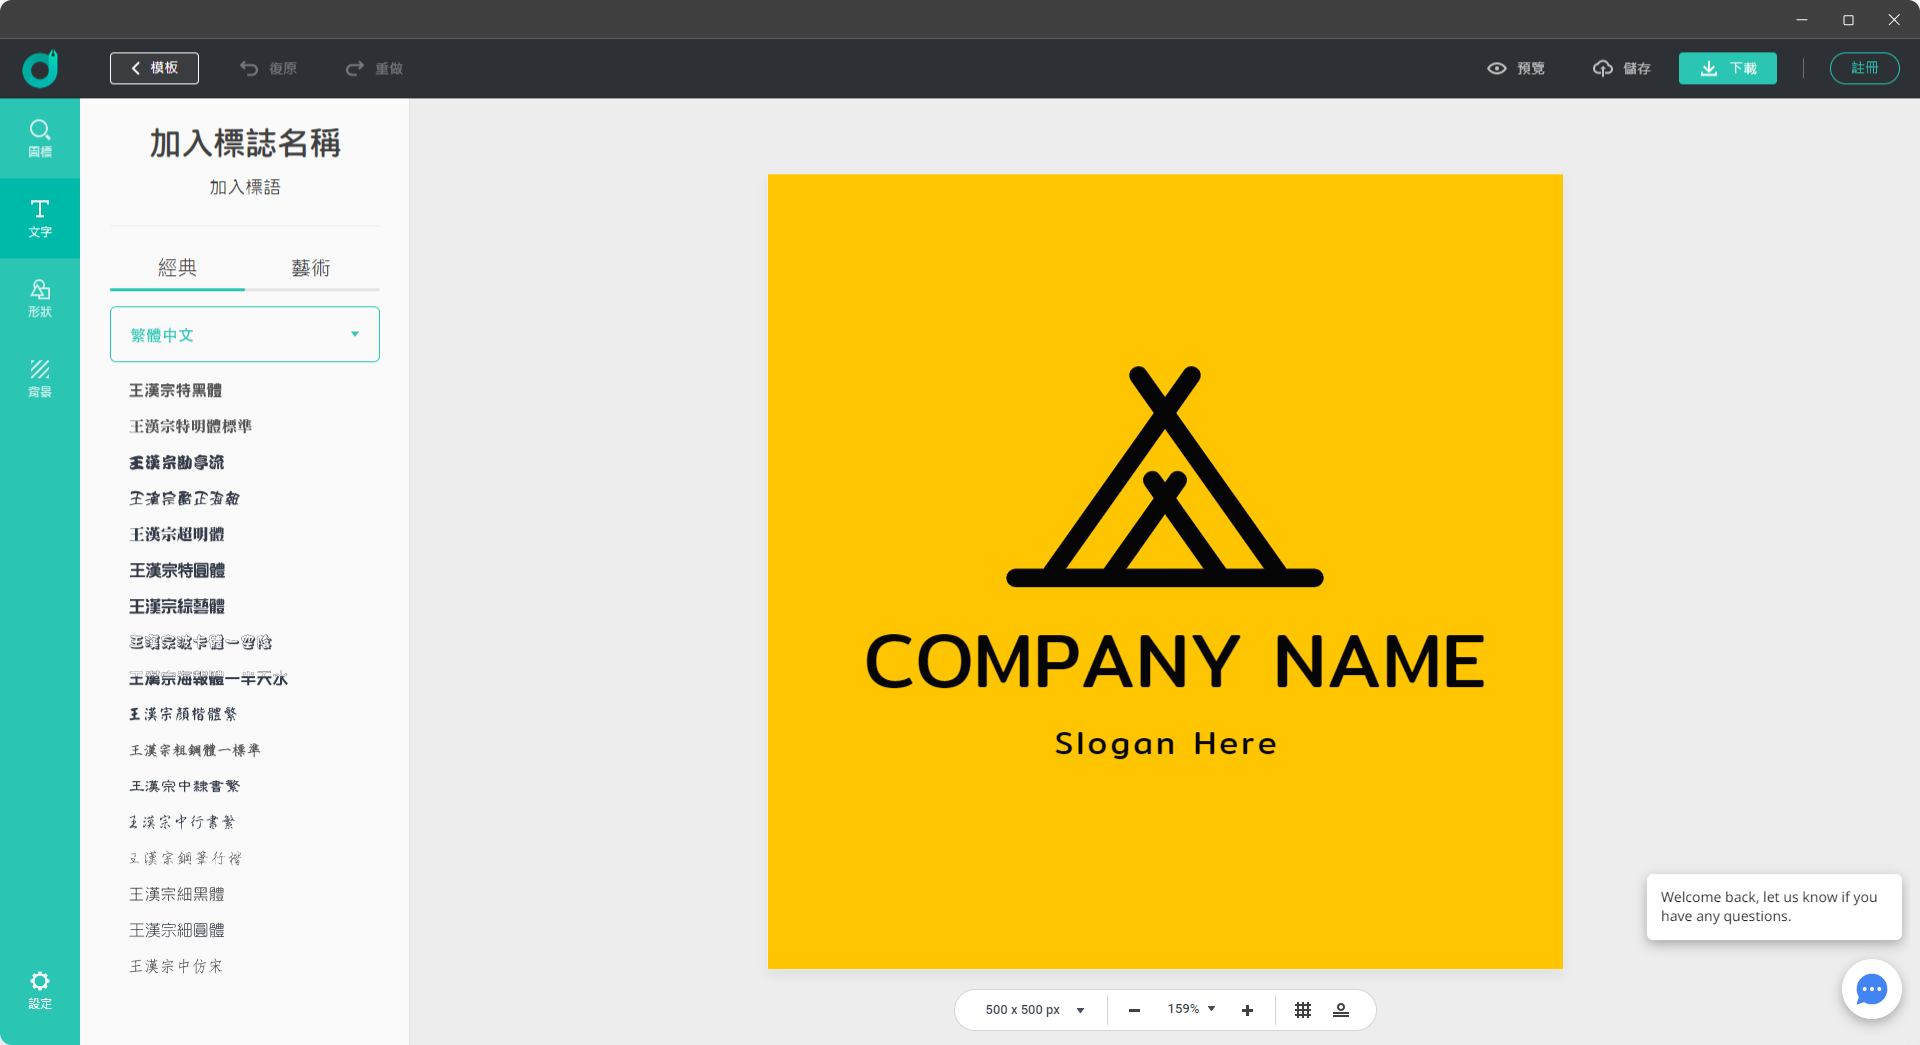 模板
復原
重做
預覽
儲存
下載
註冊
圖標
文字
形狀
背景
設定
加入標誌名稱
加入標語
經典
藝術
繁體中文
王漢宗特黑體
王漢宗特明體標準
王漢宗勘亭流
王漢宗酷正海報
王漢宗超明體
王漢宗特圓體
王漢宗綜藝體
王漢宗波卡體一空陰
王漢宗海報體一半天水
王漢宗顏楷體繁
王漢宗粗鋼體一標準
王漢宗中隸書繁
王漢宗中行書繁
王漢宗鋼筆行楷
王漢宗細黑體
王漢宗細圓體
王漢宗中仿宋
COMPANY NAME
Slogan Here
Welcome back, let us know if you
have any questions.
500 x 500 px
159%